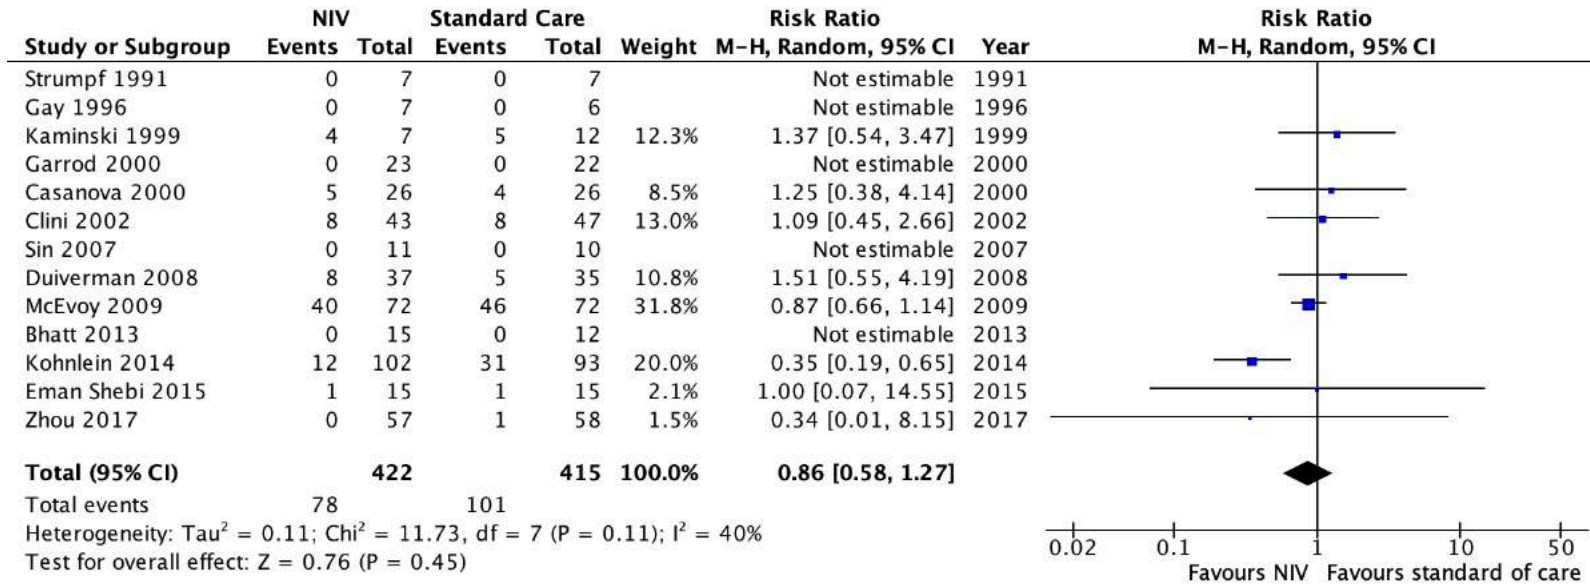 NIV Standard Care Risk Ratio Risk Ratio
Study or Subgroup Events Total Events Total Weight M-H, Random, 95% CI Year M-H, Random, 95% CI
Strumpf 1991 0 7 0 7 Not estimable 1991
Gay 1996 0 7 0 6 Not estimable 1996
Kaminski 1999 4 7 5 12 12.3% 1.37 [0.54, 3.47] 1999
Garrod 2000 0 23 0 22 Not estimable 2000
Casanova 2000 5 26 4 26 8.5% 1.25 [0.38, 4.14] 2000
Clini 2002 8 43 8 47 13.0% 1.09 [0.45, 2.66] 2002
Sin 2007 0 11 0 10 Not estimable 2007
Duiverman 2008 8 37 5 35 10.8% 1.51 [0.55, 4.19] 2008
McEvoy 2009 40 72 46 72 31.8% 0.87 [0.66, 1.14] 2009
Bhatt 2013 0 15 0 12 Not estimable 2013
Kohnlein 2014 12 102 31 93 20.0% 0.35 [0.19, 0.65] 2014
Eman Shebi 2015 1 15 1 15 2.1% 1.00 [0.07, 14.55] 2015
Zhou 2017 0 57 1 58 1.5% 0.34 [0.01, 8.15] 2017
Total (95% CI) 422 415 100.0% 0.86 [0.58, 1.27]
Total events 78 101
Heterogeneity: Tau² = 0.11; Chi² = 11.73, df = 7 (P = 0.11); I² = 40%
Test for overall effect: Z = 0.76 (P = 0.45)
0.02 0.1 1 10 50
Favours NIV Favours standard of care